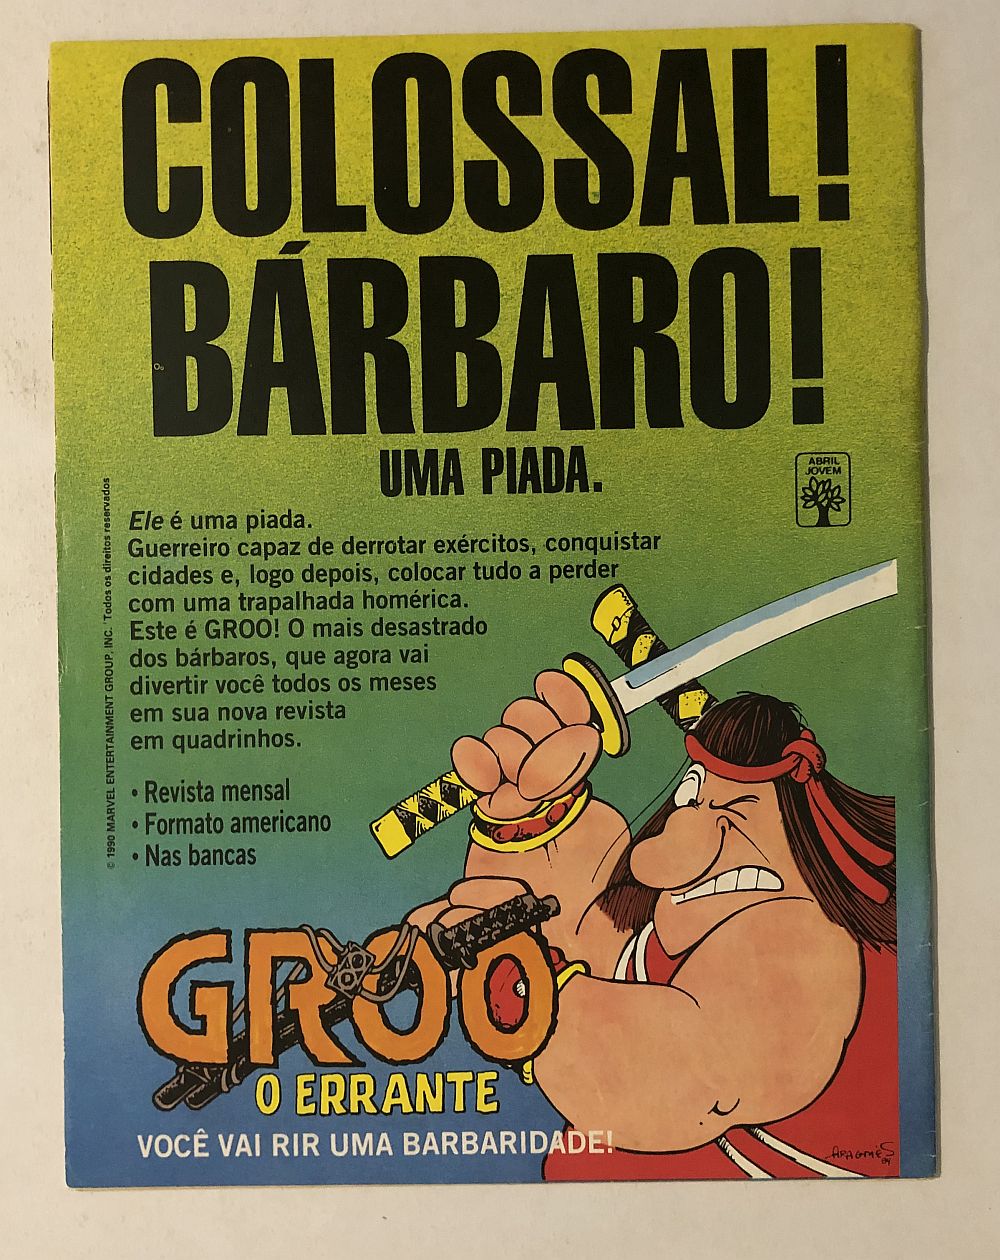 COLOSSAL!
BÁRBARO!
UMA PIADA.
ABRIL
JOVEM
Ele é uma piada.
Guerreiro capaz de derrotar exércitos, conquistar
cidades e, logo depois, colocar tudo a perder
com uma trapalhada homérica.
Este é GROO! O mais desastrado
dos bárbaros, que agora vai
divertir você todos os meses
em sua nova revista
em quadrinhos.
• Revista mensal
• Formato americano
• Nas bancas
© 1990 MARVEL ENTERTAINMENT GROUP, INC. Todos os direitos reservados
GROO
O ERRANTE
VOCÊ VAI RIR UMA BARBARIDADE!
ARAGONÉS
84